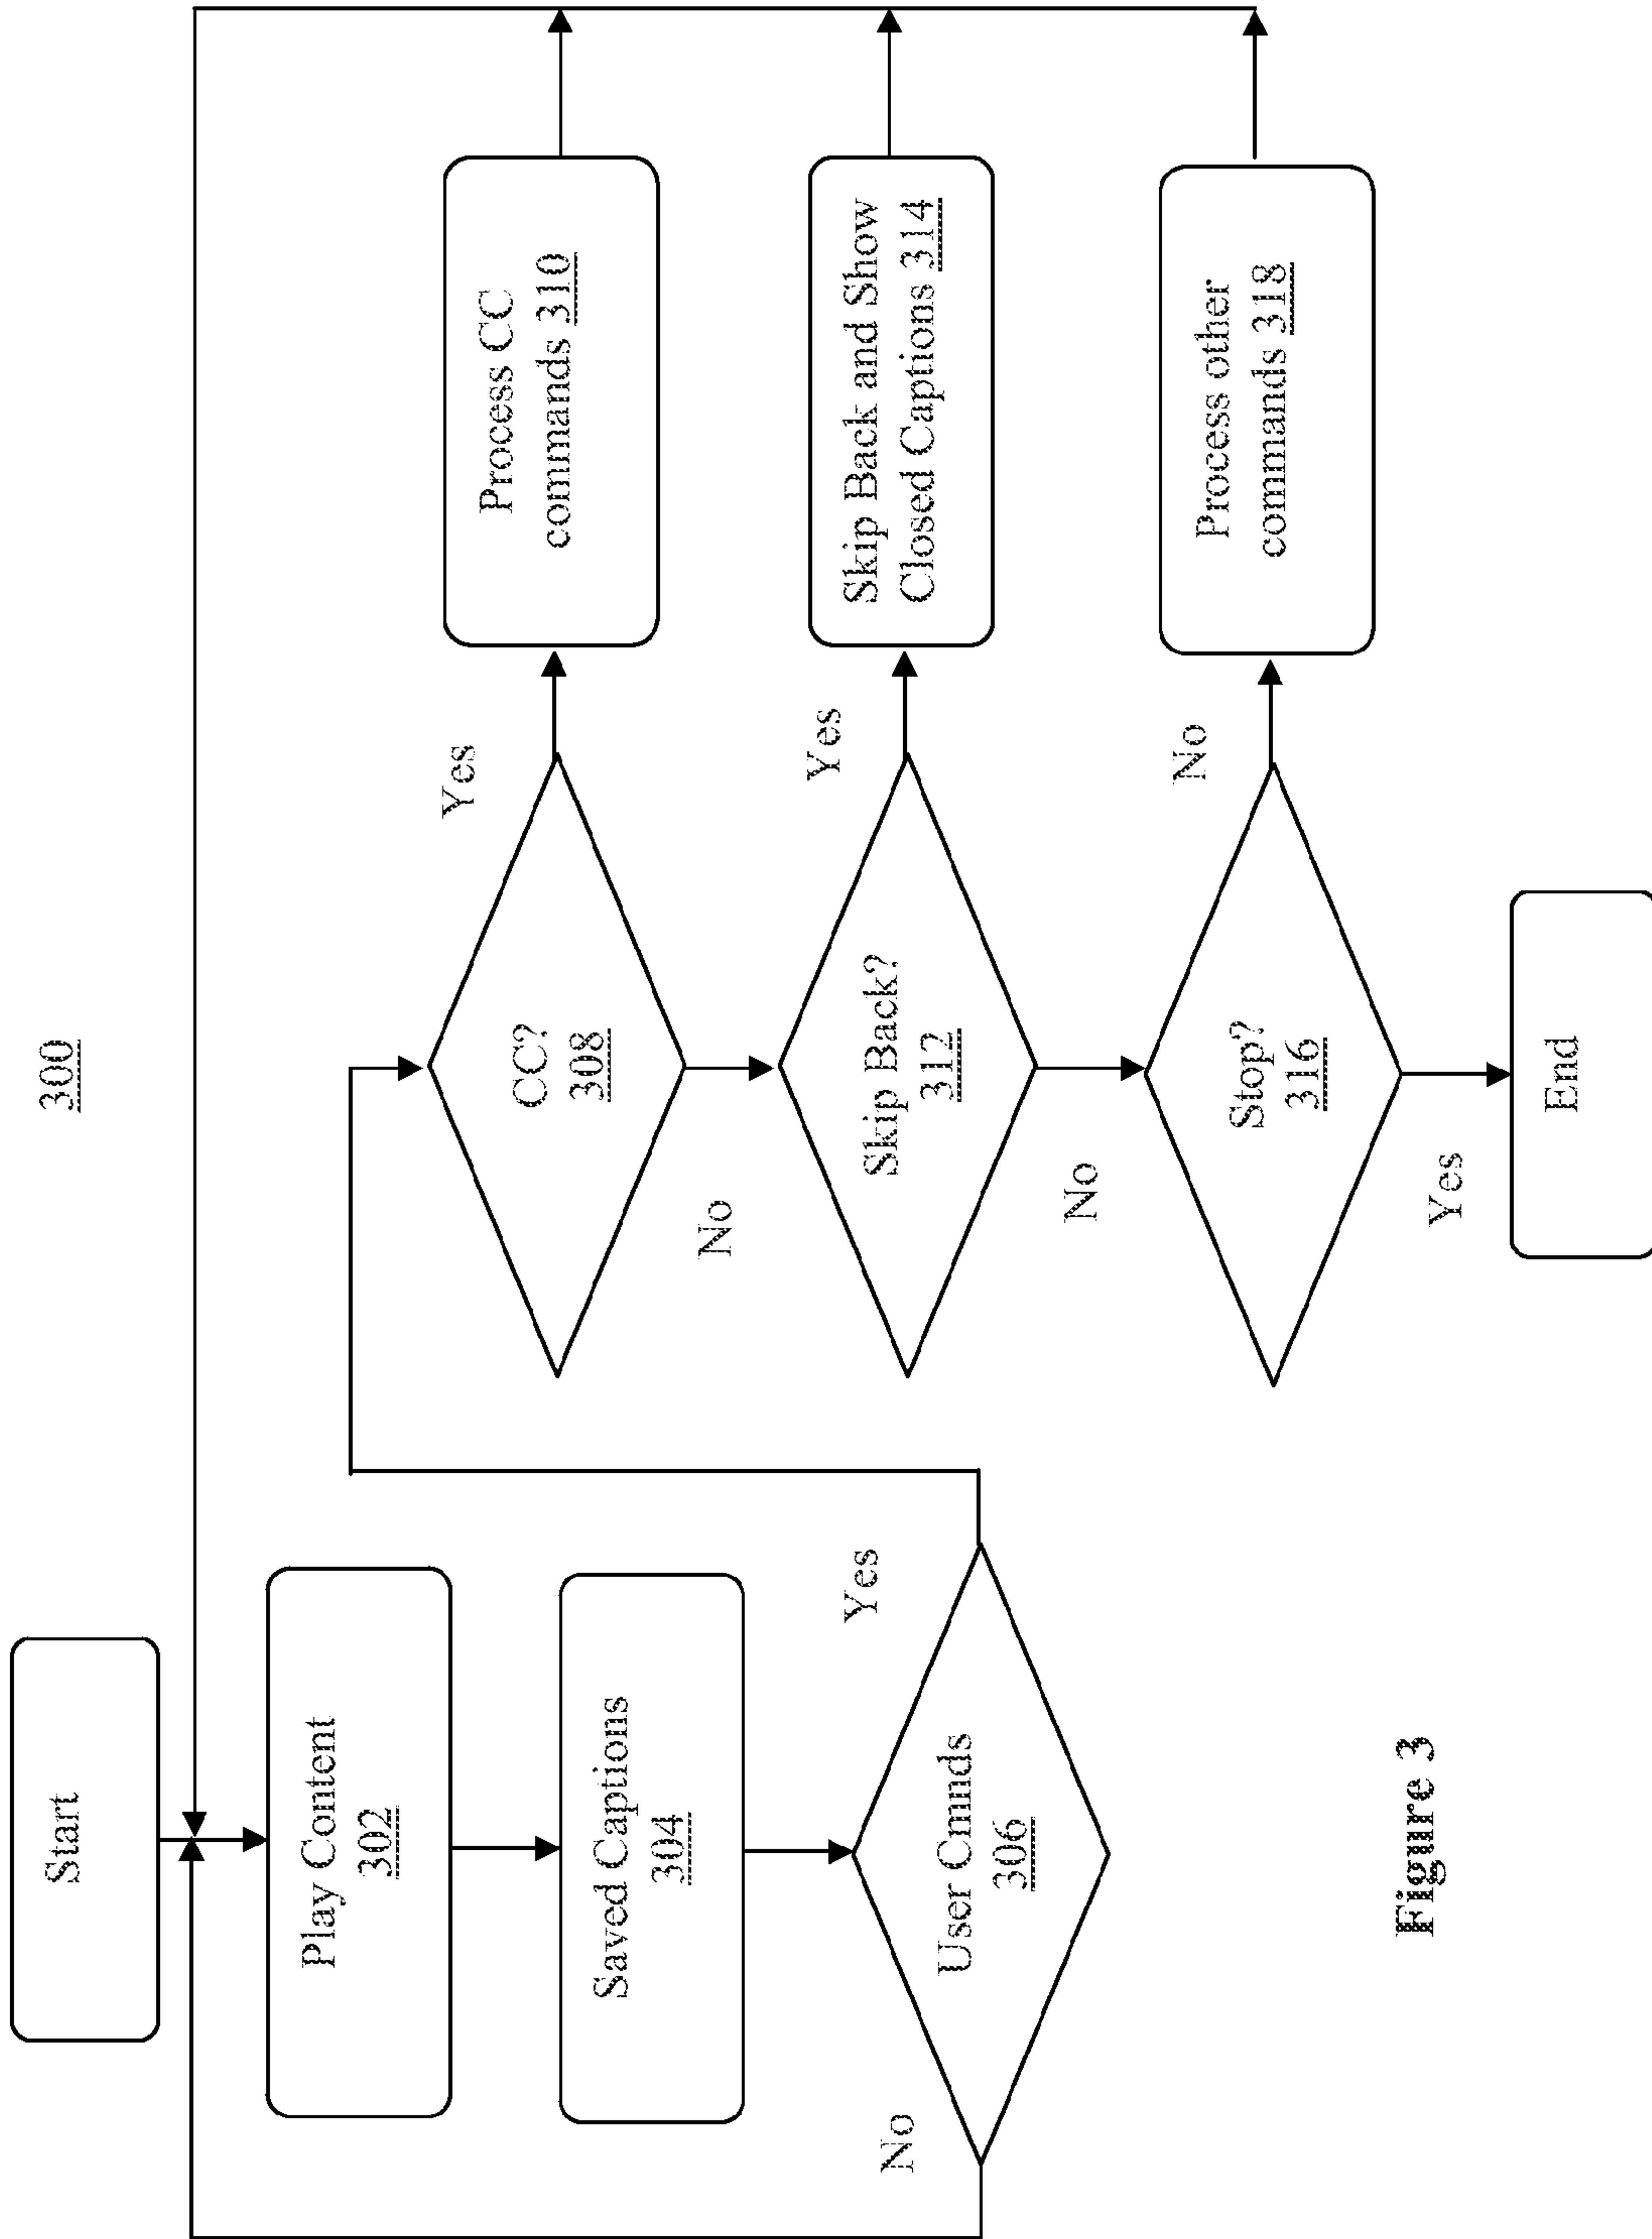 300
Start
Play Content
302
Saved Captions
304
User Cmnds
306
No
Yes
CC?
308
Yes
Process CC
commands 310
No
Skip Back?
312
Yes
Skip Back and Show
Closed Captions 314
No
Stop?
316
No
Process other
commands 318
Yes
End
Figure 3